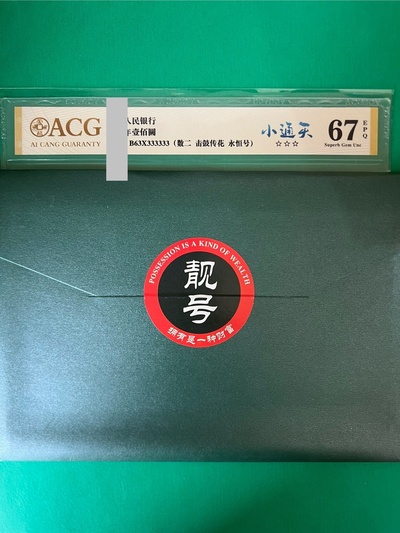 ACG
AI CANG GUARANTY
人民银行
年壹佰圓
B63X333333（数二 击鼓传花 永恒号）
小通天
☆☆☆
67 EPQ
Superb Gem Unc
POSSESSION IS A KIND OF WEALTH
靓号
拥有是一种财富